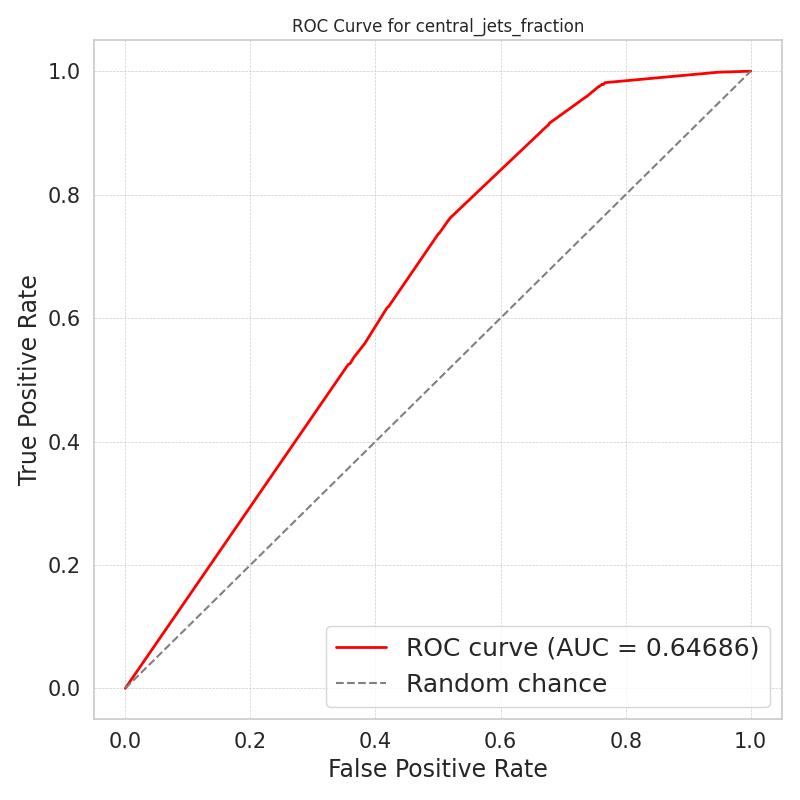 ROC Curve for central_jets_fraction
True Positive Rate
1.0
0.8
0.6
0.4
0.2
0.0
ROC curve (AUC = 0.64686)
Random chance
0.0 0.2 0.4 0.6 0.8 1.0
False Positive Rate